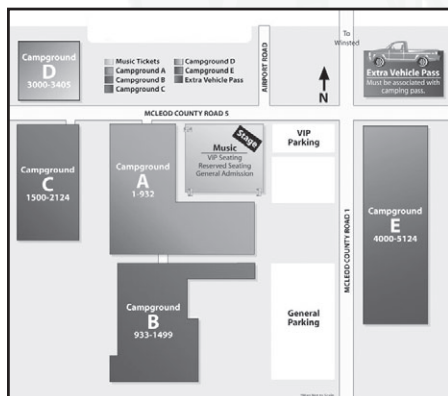 Campground
D
3000-3405
Music Tickets
Campground A
Campground B
Campground C
Campground D
Campground E
Extra Vehicle Pass
AIRPORT ROAD
N
To
Winsted
Extra Vehicle Pass
Must be associated with
camping pass.
MCLEOD COUNTY ROAD 5
Campground
C
1500-2124
Campground
A
1-932
Stage
Music
VIP Seating
Reserved Seating
General Admission
VIP
Parking
Campground
E
4000-5124
MCLEOD COUNTY ROAD 1
Campground
B
933-1499
General
Parking